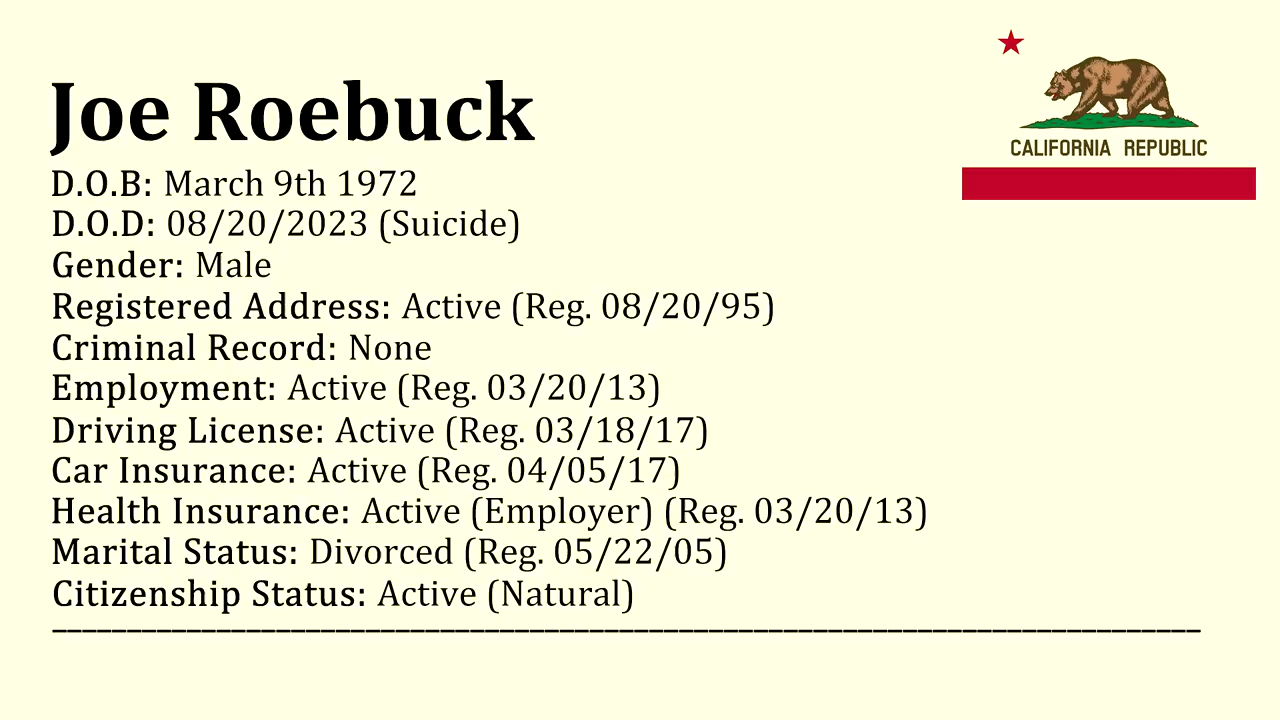 Joe Roebuck
CALIFORNIA REPUBLIC
D.O.B: March 9th 1972
D.O.D: 08/20/2023 (Suicide)
Gender: Male
Registered Address: Active (Reg. 08/20/95)
Criminal Record: None
Employment: Active (Reg. 03/20/13)
Driving License: Active (Reg. 03/18/17)
Car Insurance: Active (Reg. 04/05/17)
Health Insurance: Active (Employer) (Reg. 03/20/13)
Marital Status: Divorced (Reg. 05/22/05)
Citizenship Status: Active (Natural)